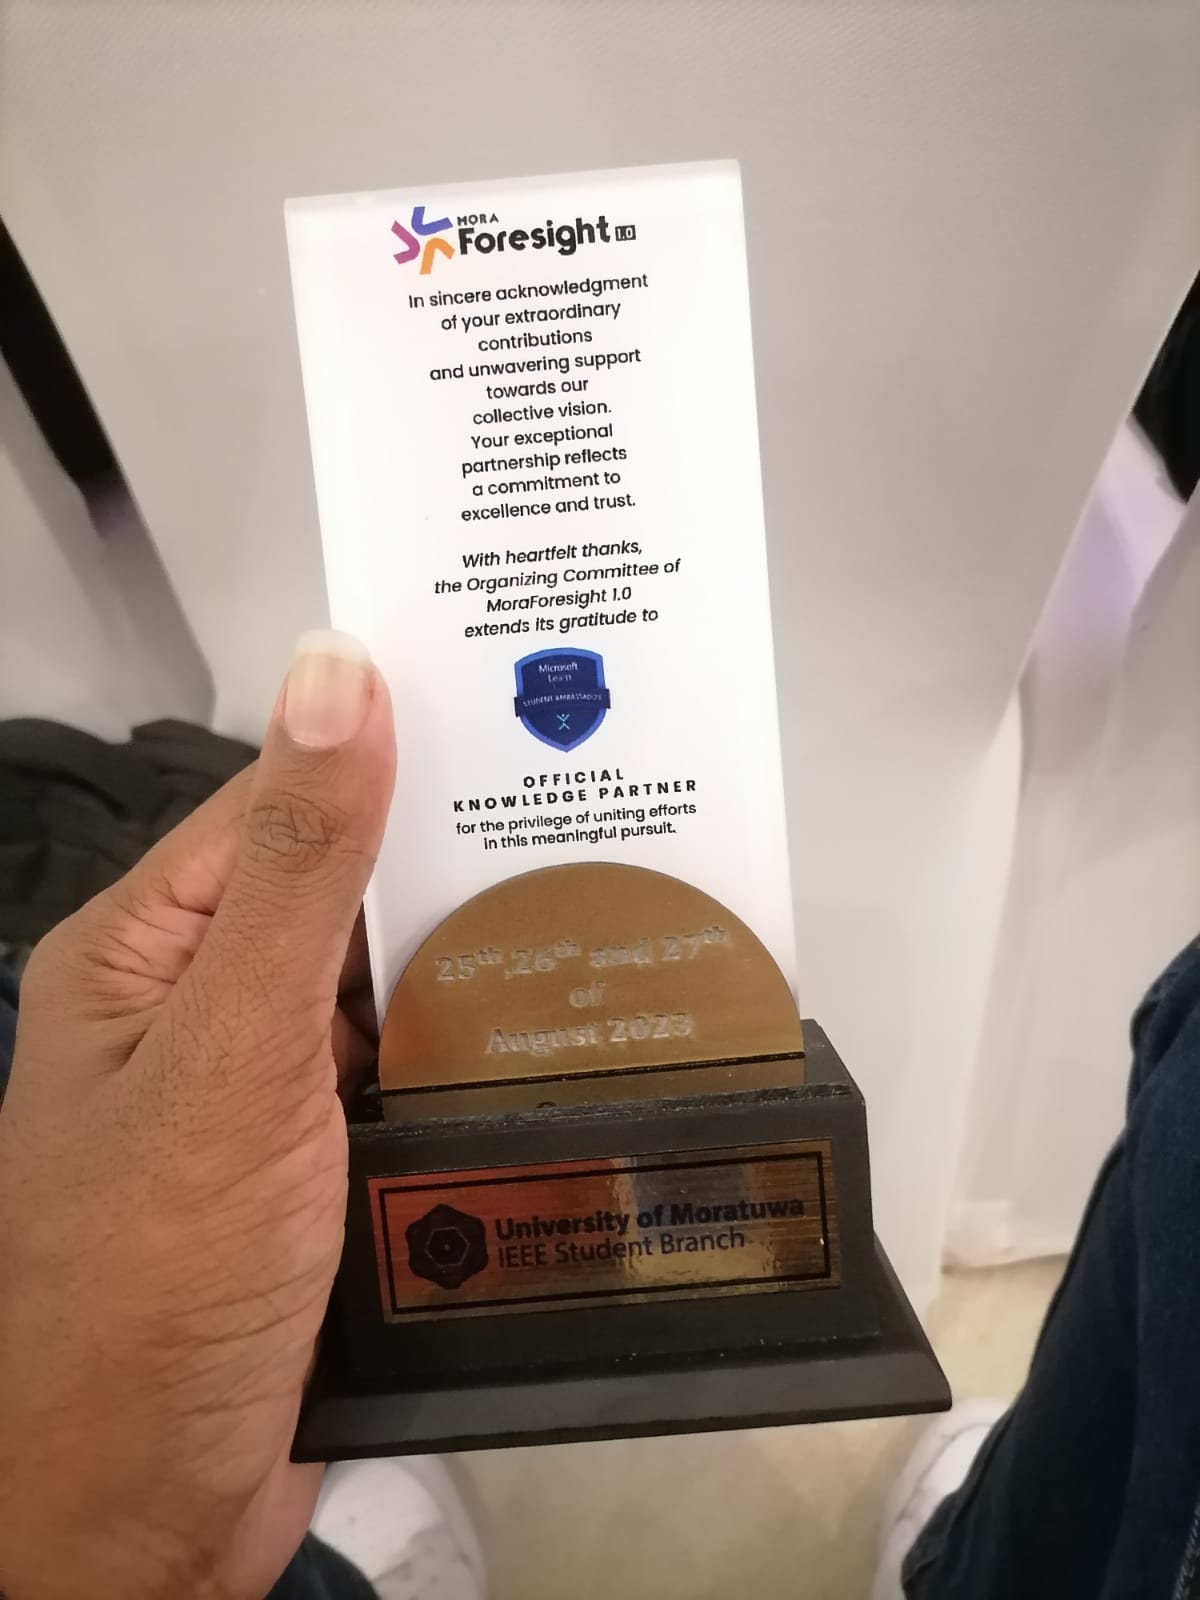 MORA
Foresight 1.0
In sincere acknowledgment
of your extraordinary
contributions
and unwavering support
towards our
collective vision.
Your exceptional
partnership reflects
a commitment to
excellence and trust.
With heartfelt thanks,
the Organizing Committee of
MoraForesight 1.0
extends its gratitude to
Microsoft
Learn
STUDENT AMBASSADOR
OFFICIAL
KNOWLEDGE PARTNER
for the privilege of uniting efforts
in this meaningful pursuit.
25th, 26th and 27th
of
August 2023
University of Moratuwa
IEEE Student Branch